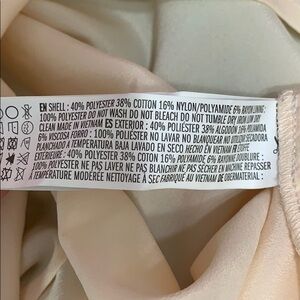 EN SHELL: 40% POLYESTER 38% COTTON 16% NYLON/POLYAMIDE 6% RAYON LINING:
100% POLYESTER DO NOT WASH DO NOT BLEACH DO NOT TUMBLE DRY IRON LOW DRY
CLEAN MADE IN VIETNAM ES EXTERIOR: 40% POLIÉSTER 38% ALGODÓN 16% POLIAMIDA
6% VISCOSA FORRO: 100% POLIÉSTER NO LAVAR NO BLANQUEAR NO UTILIZAR SECADORA
PLANCHADO A TEMPERATURA BAJA LAVADO EN SECO HECHO EN VIETNAM FR ÉTOFFE
EXTÉRIEURE: 40% POLYESTER 38% COTON 16% POLYAMIDE 6% RAYONNE DOUBLURE:
100% POLYESTER NE PAS LAVER NE PAS BLANCHIR NE PAS SÉCHER EN MACHINE REPASSER
À TEMPÉRATURE MODÉRÉE NETTOYAGE À SEC FABRIQUÉ AU VIETNAM DE OBERMATERIAL: